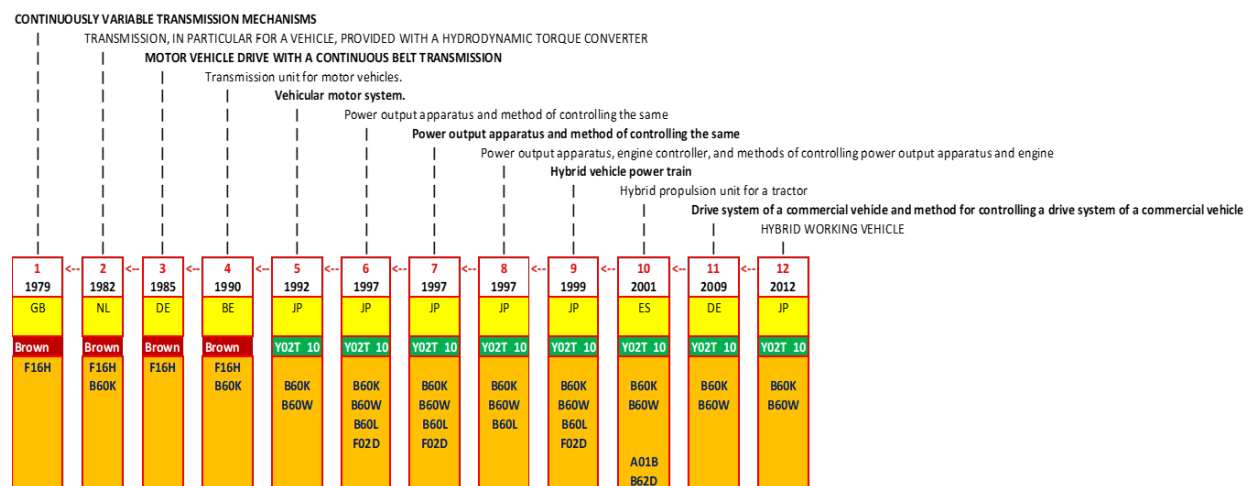 CONTINUOUSLY VARIABLE TRANSMISSION MECHANISMS
TRANSMISSION, IN PARTICULAR FOR A VEHICLE, PROVIDED WITH A HYDRODYNAMIC TORQUE CONVERTER
MOTOR VEHICLE DRIVE WITH A CONTINUOUS BELT TRANSMISSION
Transmission unit for motor vehicles.
Vehicular motor system.
Power output apparatus and method of controlling the same
Power output apparatus and method of controlling the same
Power output apparatus, engine controller, and methods of controlling power output apparatus and engine
Hybrid vehicle power train
Hybrid propulsion unit for a tractor
Drive system of a commercial vehicle and method for controlling a drive system of a commercial vehicle
HYBRID WORKING VEHICLE
1 <-- 2 <-- 3 <-- 4 <-- 5 <-- 6 <-- 7 <-- 8 <-- 9 <-- 10 <-- 11 <-- 12
1979 1982 1985 1990 1992 1997 1997 1997 1999 2001 2009 2012
GB NL DE BE JP JP JP JP JP ES DE JP
Brown Brown Brown Brown Y02T 10 Y02T 10 Y02T 10 Y02T 10 Y02T 10 Y02T 10 Y02T 10 Y02T 10
F16H F16H F16H F16H
B60K B60K B60K B60K B60K B60K B60K B60K B60K B60K
B60W B60W B60W B60W B60W B60W B60W B60W
B60L B60L B60L B60L
F02D F02D F02D
A01B
B62D